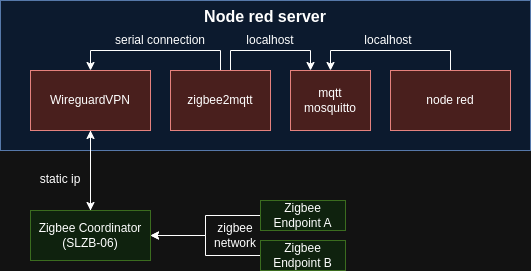 Node red server
serial connection
localhost
localhost
WireguardVPN
zigbee2mqtt
mqtt
mosquitto
node red
static ip
Zigbee Coordinator
(SLZB-06)
zigbee
network
Zigbee
Endpoint A
Zigbee
Endpoint B